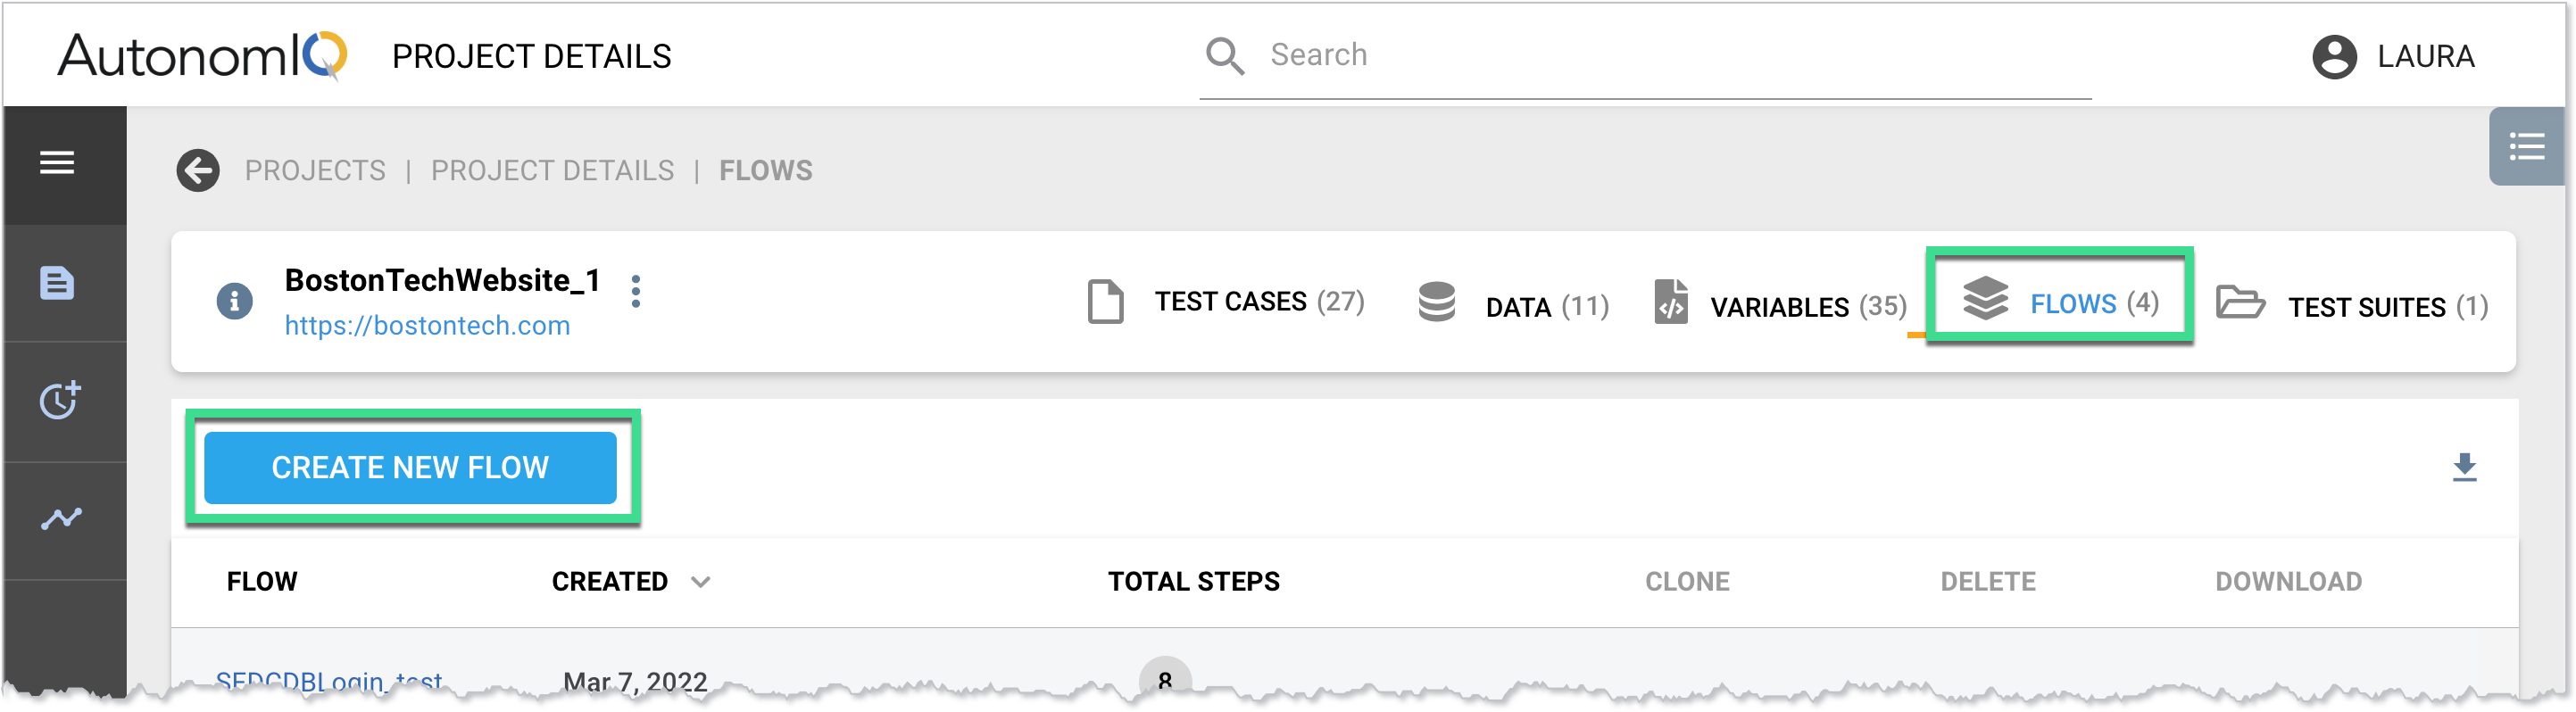 AutonomIQ PROJECT DETAILS Search LAURA
PROJECTS | PROJECT DETAILS | FLOWS
BostonTechWebsite_1
https://bostontech.com
TEST CASES (27) DATA (11) VARIABLES (35) FLOWS (4) TEST SUITES (1)
CREATE NEW FLOW
FLOW CREATED TOTAL STEPS CLONE DELETE DOWNLOAD
SEDCDBLogin_test Mar 7, 2022 8